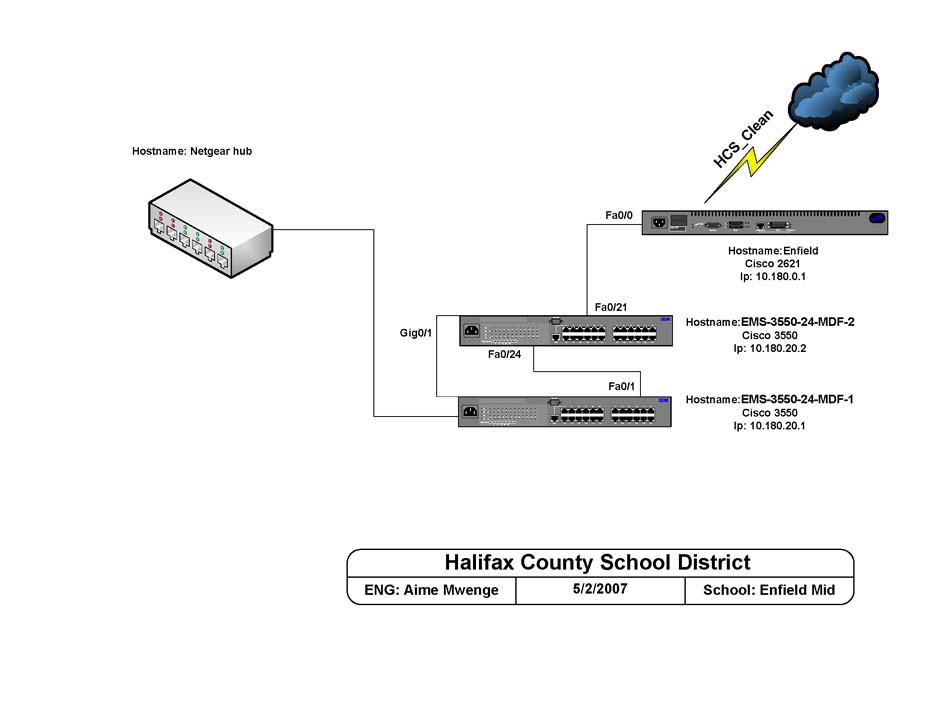 HCS_Clean
Hostname: Netgear hub
Fa0/0
Hostname:Enfield
Cisco 2621
Ip: 10.180.0.1
Fa0/21
Gig0/1
Hostname:EMS-3550-24-MDF-2
Cisco 3550
Ip: 10.180.20.2
Fa0/24
Fa0/1
Hostname:EMS-3550-24-MDF-1
Cisco 3550
Ip: 10.180.20.1
Halifax County School District
ENG: Aime Mwenge
5/2/2007
School: Enfield Mid